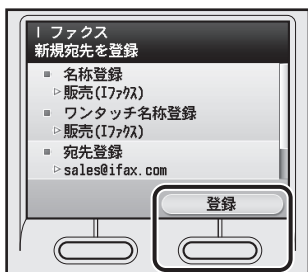 I ファクス
新規宛先を登録
■ 名称登録
▷販売(Iファクス)
■ ワンタッチ名称登録
▷販売(Iファクス)
■ 宛先登録
▷sales@ifax.com
登録